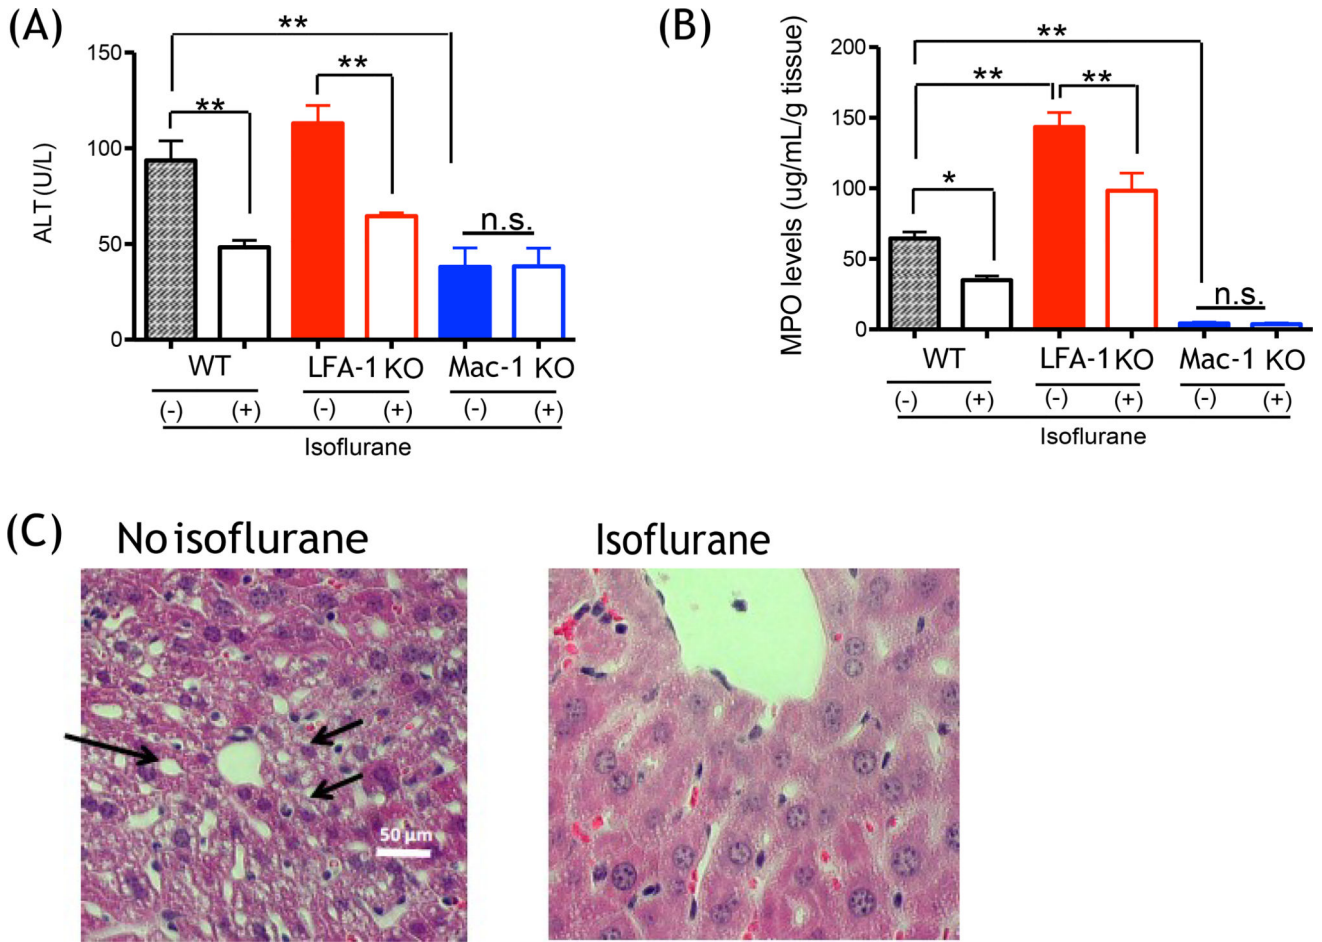 (A)
**
150
**
**
100
ALT (U/L)
n.s.
50
0
WT LFA-1 KO Mac-1 KO
(-) (+) (-) (+) (-) (+)
Isoflurane
(B)
200
**
**
**
150
MPO levels (ug/mL/g tissue)
100
*
50
n.s.
0
WT LFA-1 KO Mac-1 KO
(-) (+) (-) (+) (-) (+)
Isoflurane
(C)
No isoflurane
Isoflurane
50 µm